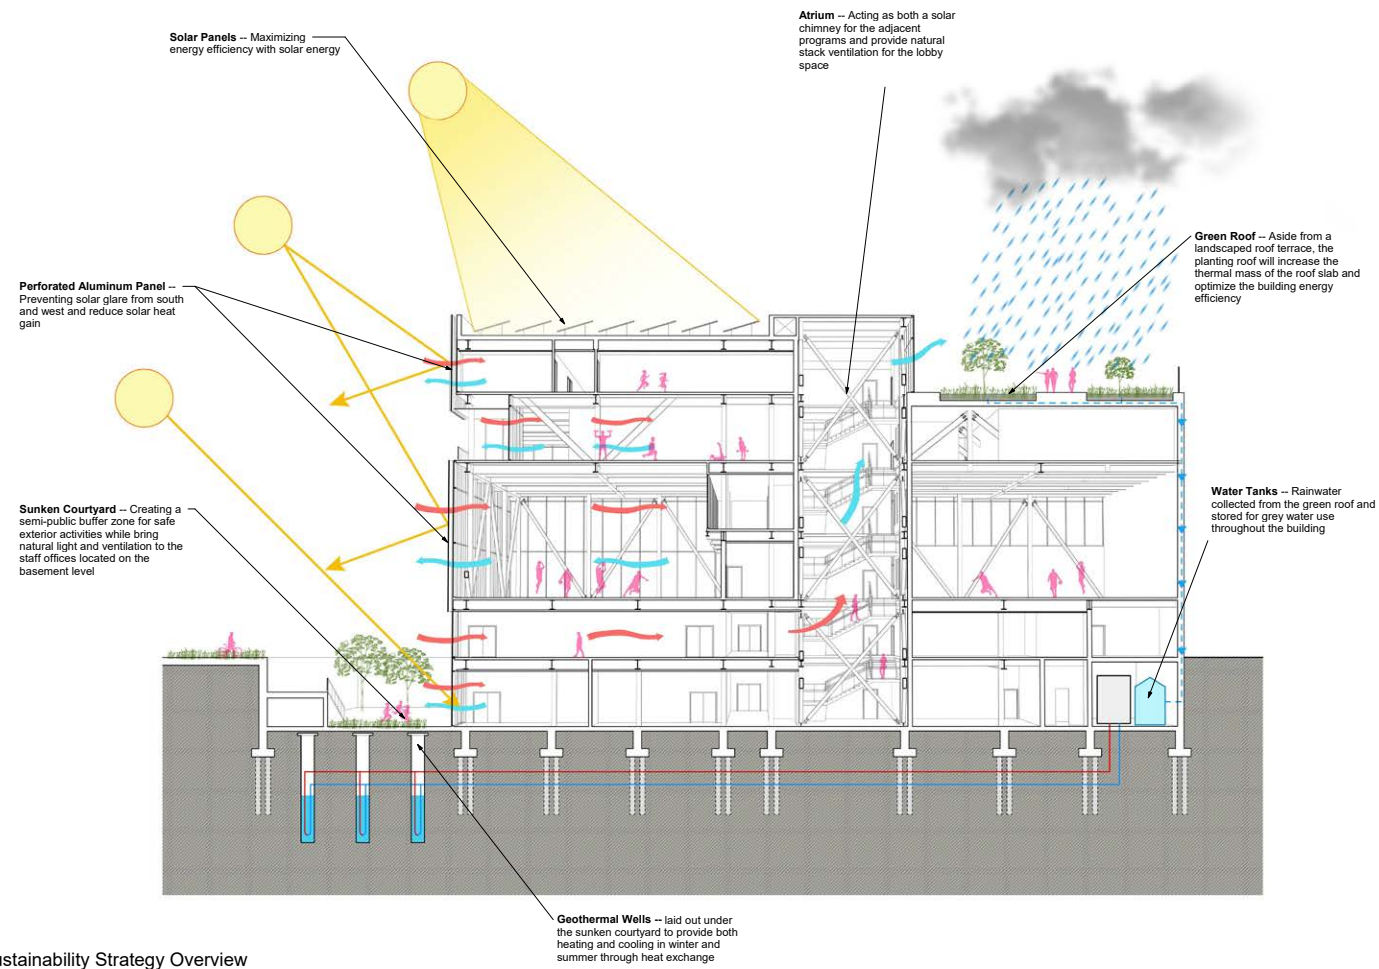 Solar Panels -- Maximizing
energy efficiency with solar energy
Atrium -- Acting as both a solar
chimney for the adjacent
programs and provide natural
stack ventilation for the lobby
space
Green Roof -- Aside from a
landscaped roof terrace, the
planting roof will increase the
thermal mass of the roof slab and
optimize the building energy
efficiency
Perforated Aluminum Panel --
Preventing solar glare from south
and west and reduce solar heat
gain
Sunken Courtyard -- Creating a
semi-public buffer zone for safe
exterior activities while bring
natural light and ventilation to the
staff offices located on the
basement level
Water Tanks -- Rainwater
collected from the green roof and
stored for grey water use
throughout the building
Geothermal Wells -- laid out under
the sunken courtyard to provide both
heating and cooling in winter and
summer through heat exchange
ustainability Strategy Overview